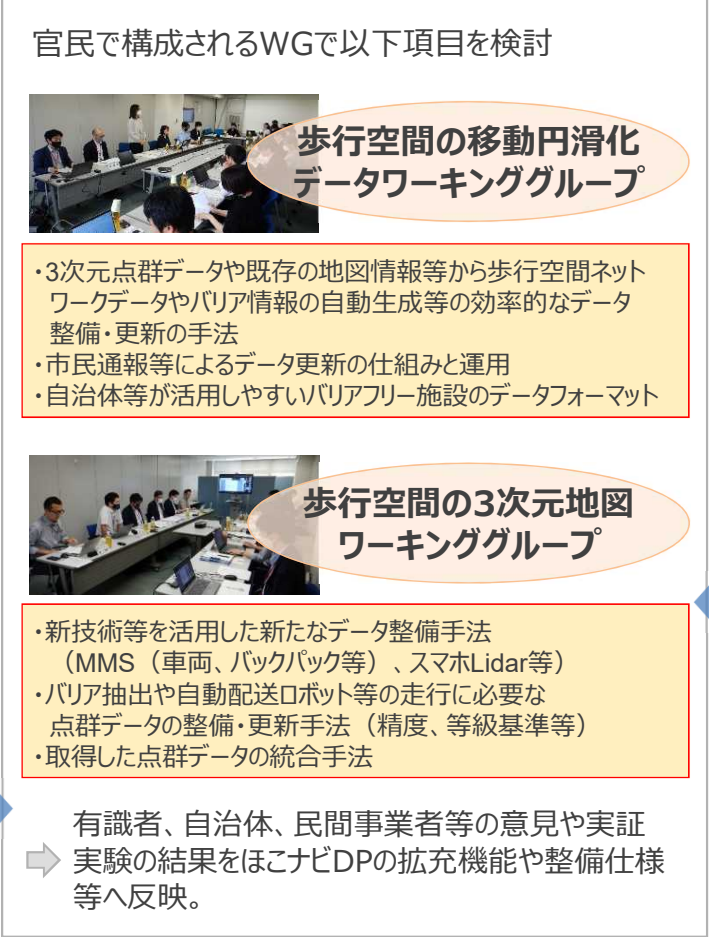 官民で構成されるWGで以下項目を検討
歩行空間の移動円滑化
データワーキンググループ
・3次元点群データや既存の地図情報等から歩行空間ネット
ワークデータやバリア情報の自動生成等の効率的なデータ
整備・更新の手法
・市民通報等によるデータ更新の仕組みと運用
・自治体等が活用しやすいバリアフリー施設のデータフォーマット
歩行空間の3次元地図
ワーキンググループ
・新技術等を活用した新たなデータ整備手法
（MMS（車両、バックパック等）、スマホLidar等）
・バリア抽出や自動配送ロボット等の走行に必要な
点群データの整備・更新手法（精度、等級基準等）
・取得した点群データの統合手法
有識者、自治体、民間事業者等の意見や実証
実験の結果をほこナビDPの拡充機能や整備仕様
等へ反映。